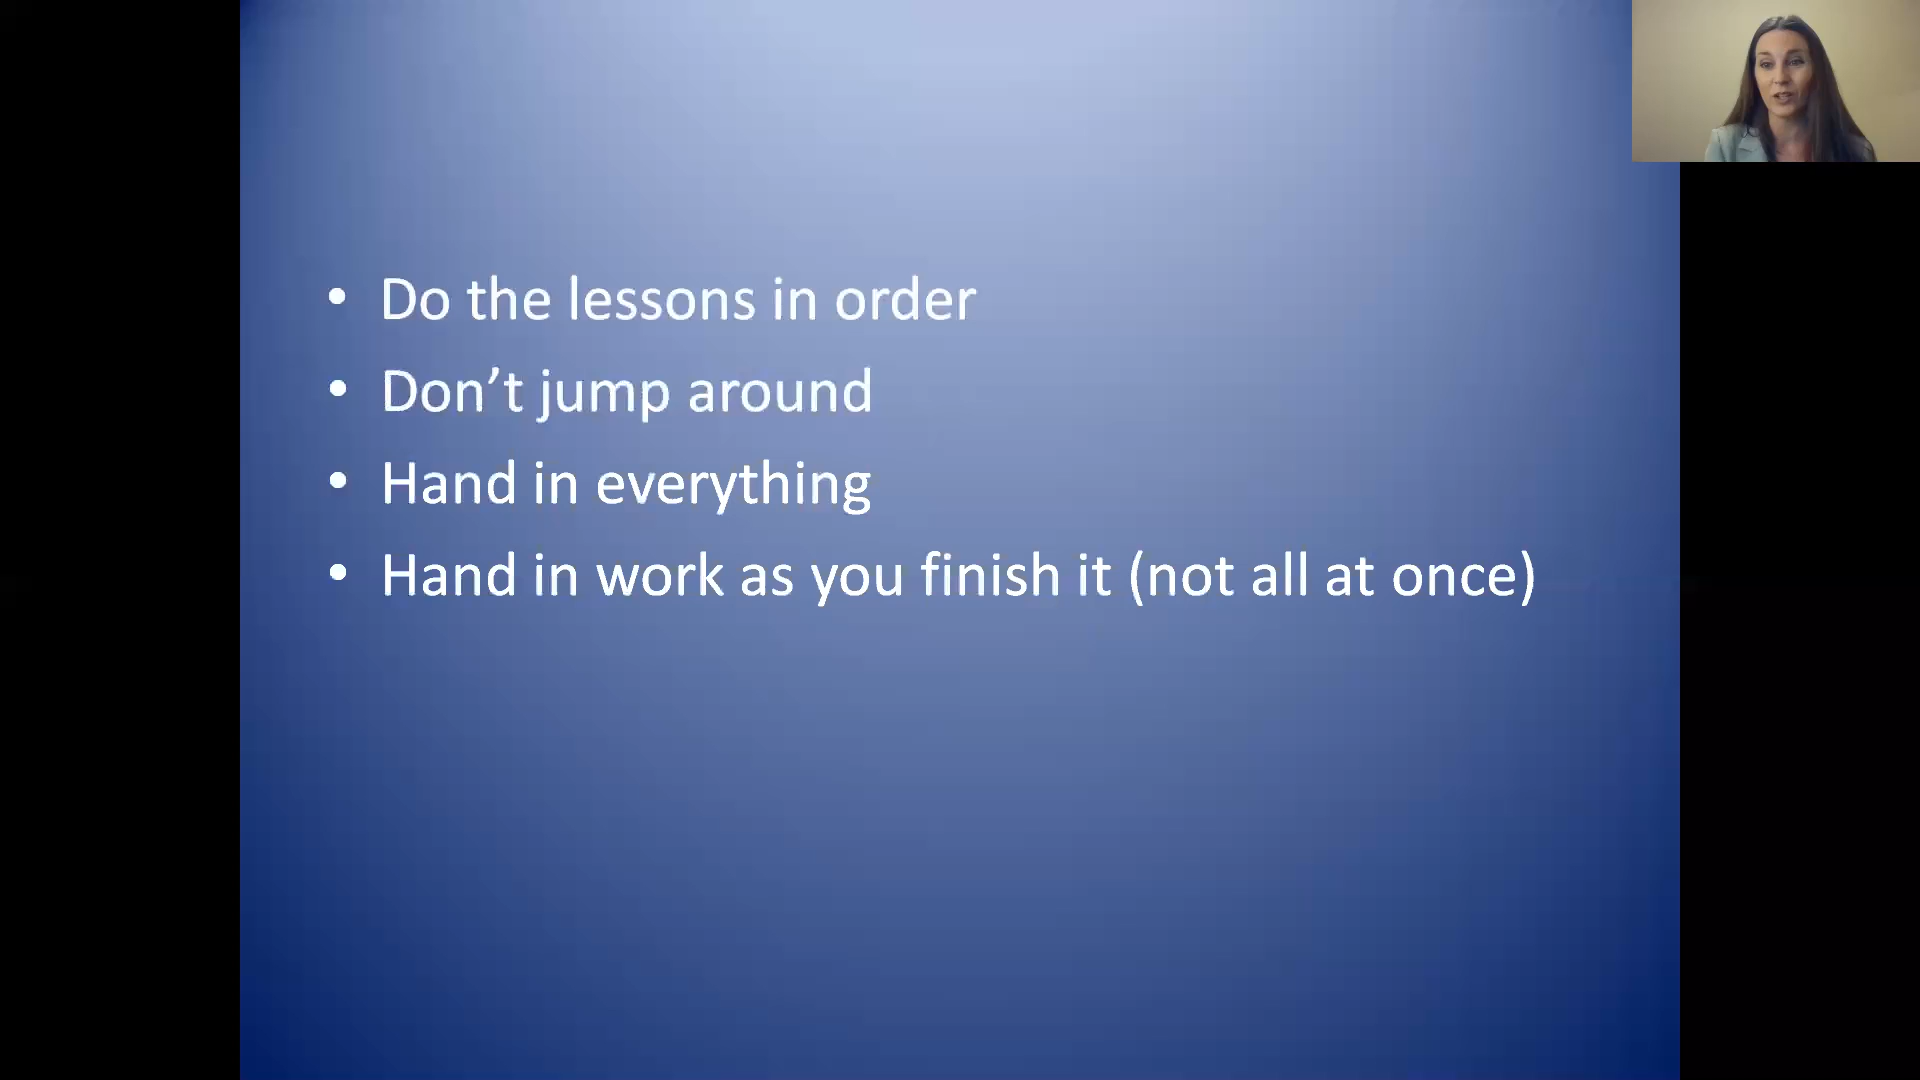 • Do the lessons in order
• Don’t jump around
• Hand in everything
• Hand in work as you finish it (not all at once)